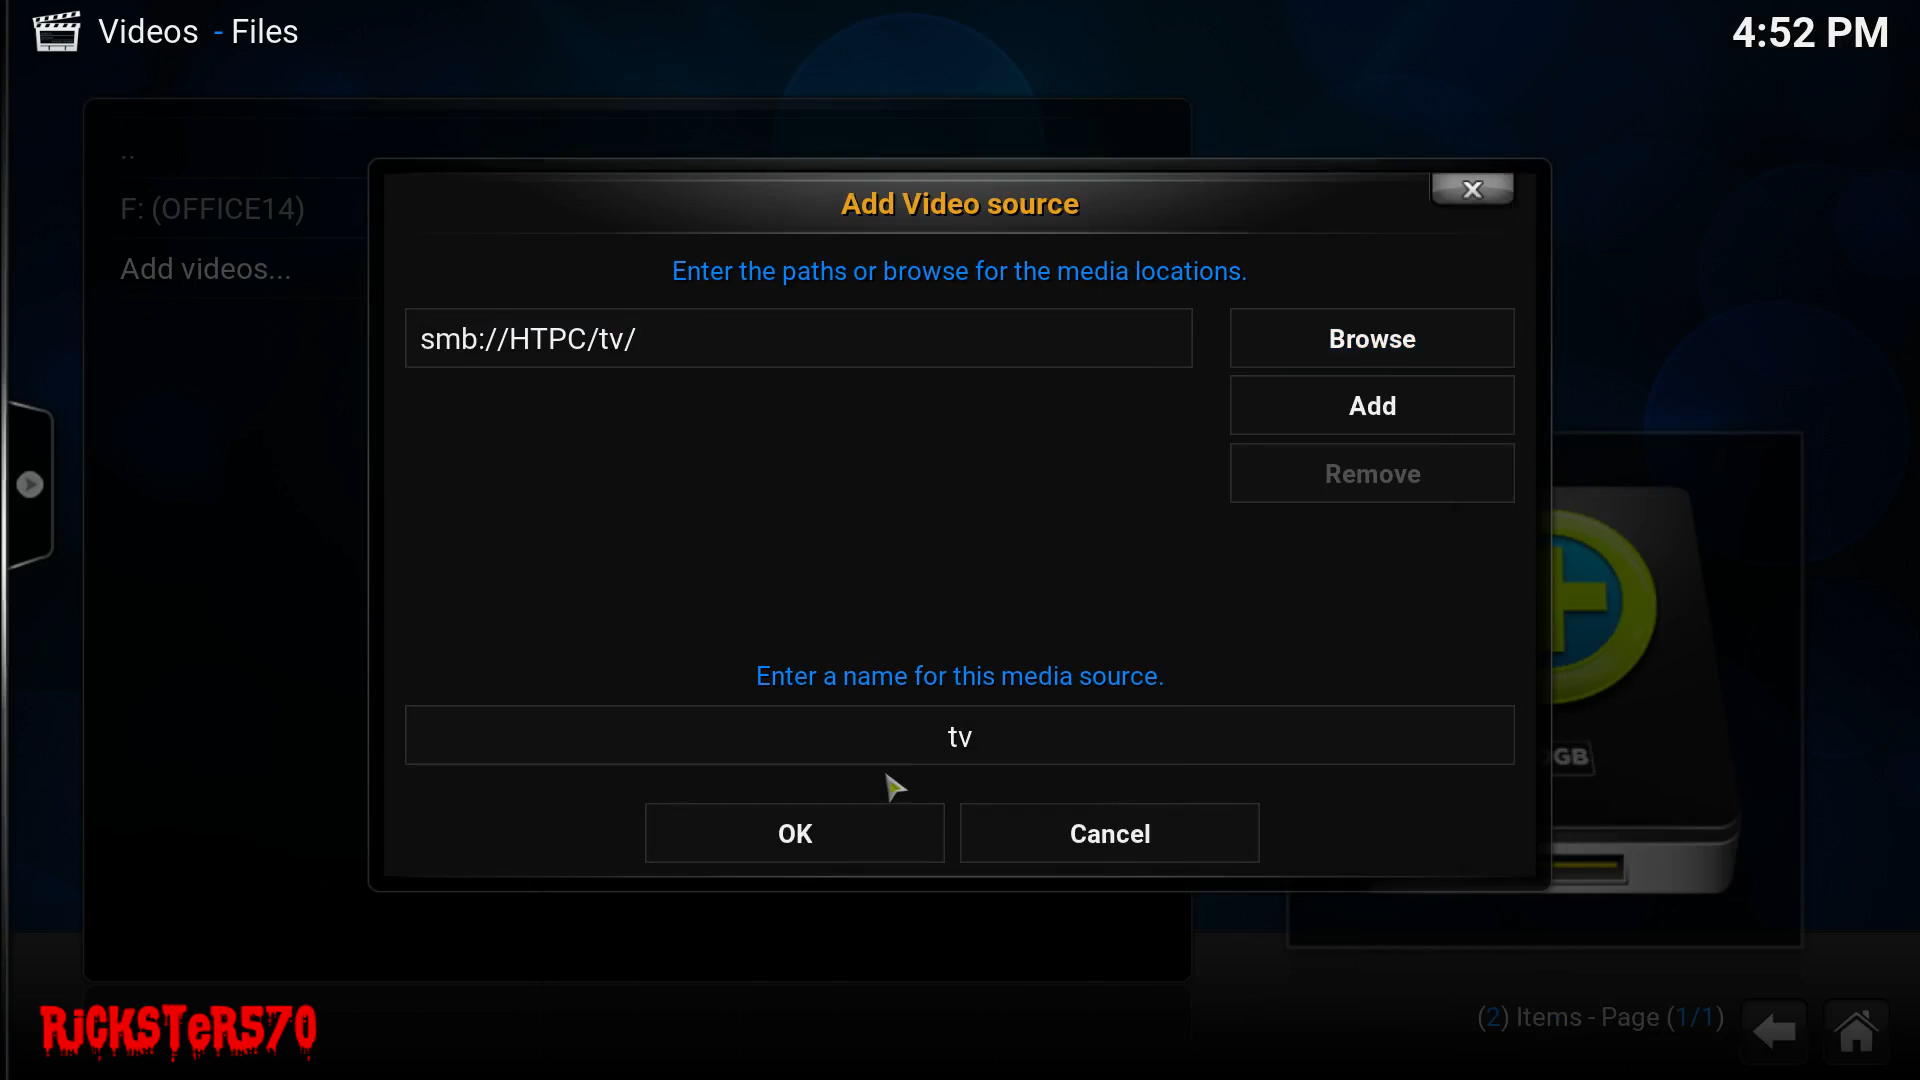 Videos - Files
4:52 PM
..
F: (OFFICE14)
Add videos...
Add Video source
X
Enter the paths or browse for the media locations.
smb://HTPC/tv/
Browse
Add
Remove
Enter a name for this media source.
tv
GB
OK
Cancel
RiCKSTeR570
(2) Items - Page (1/1)